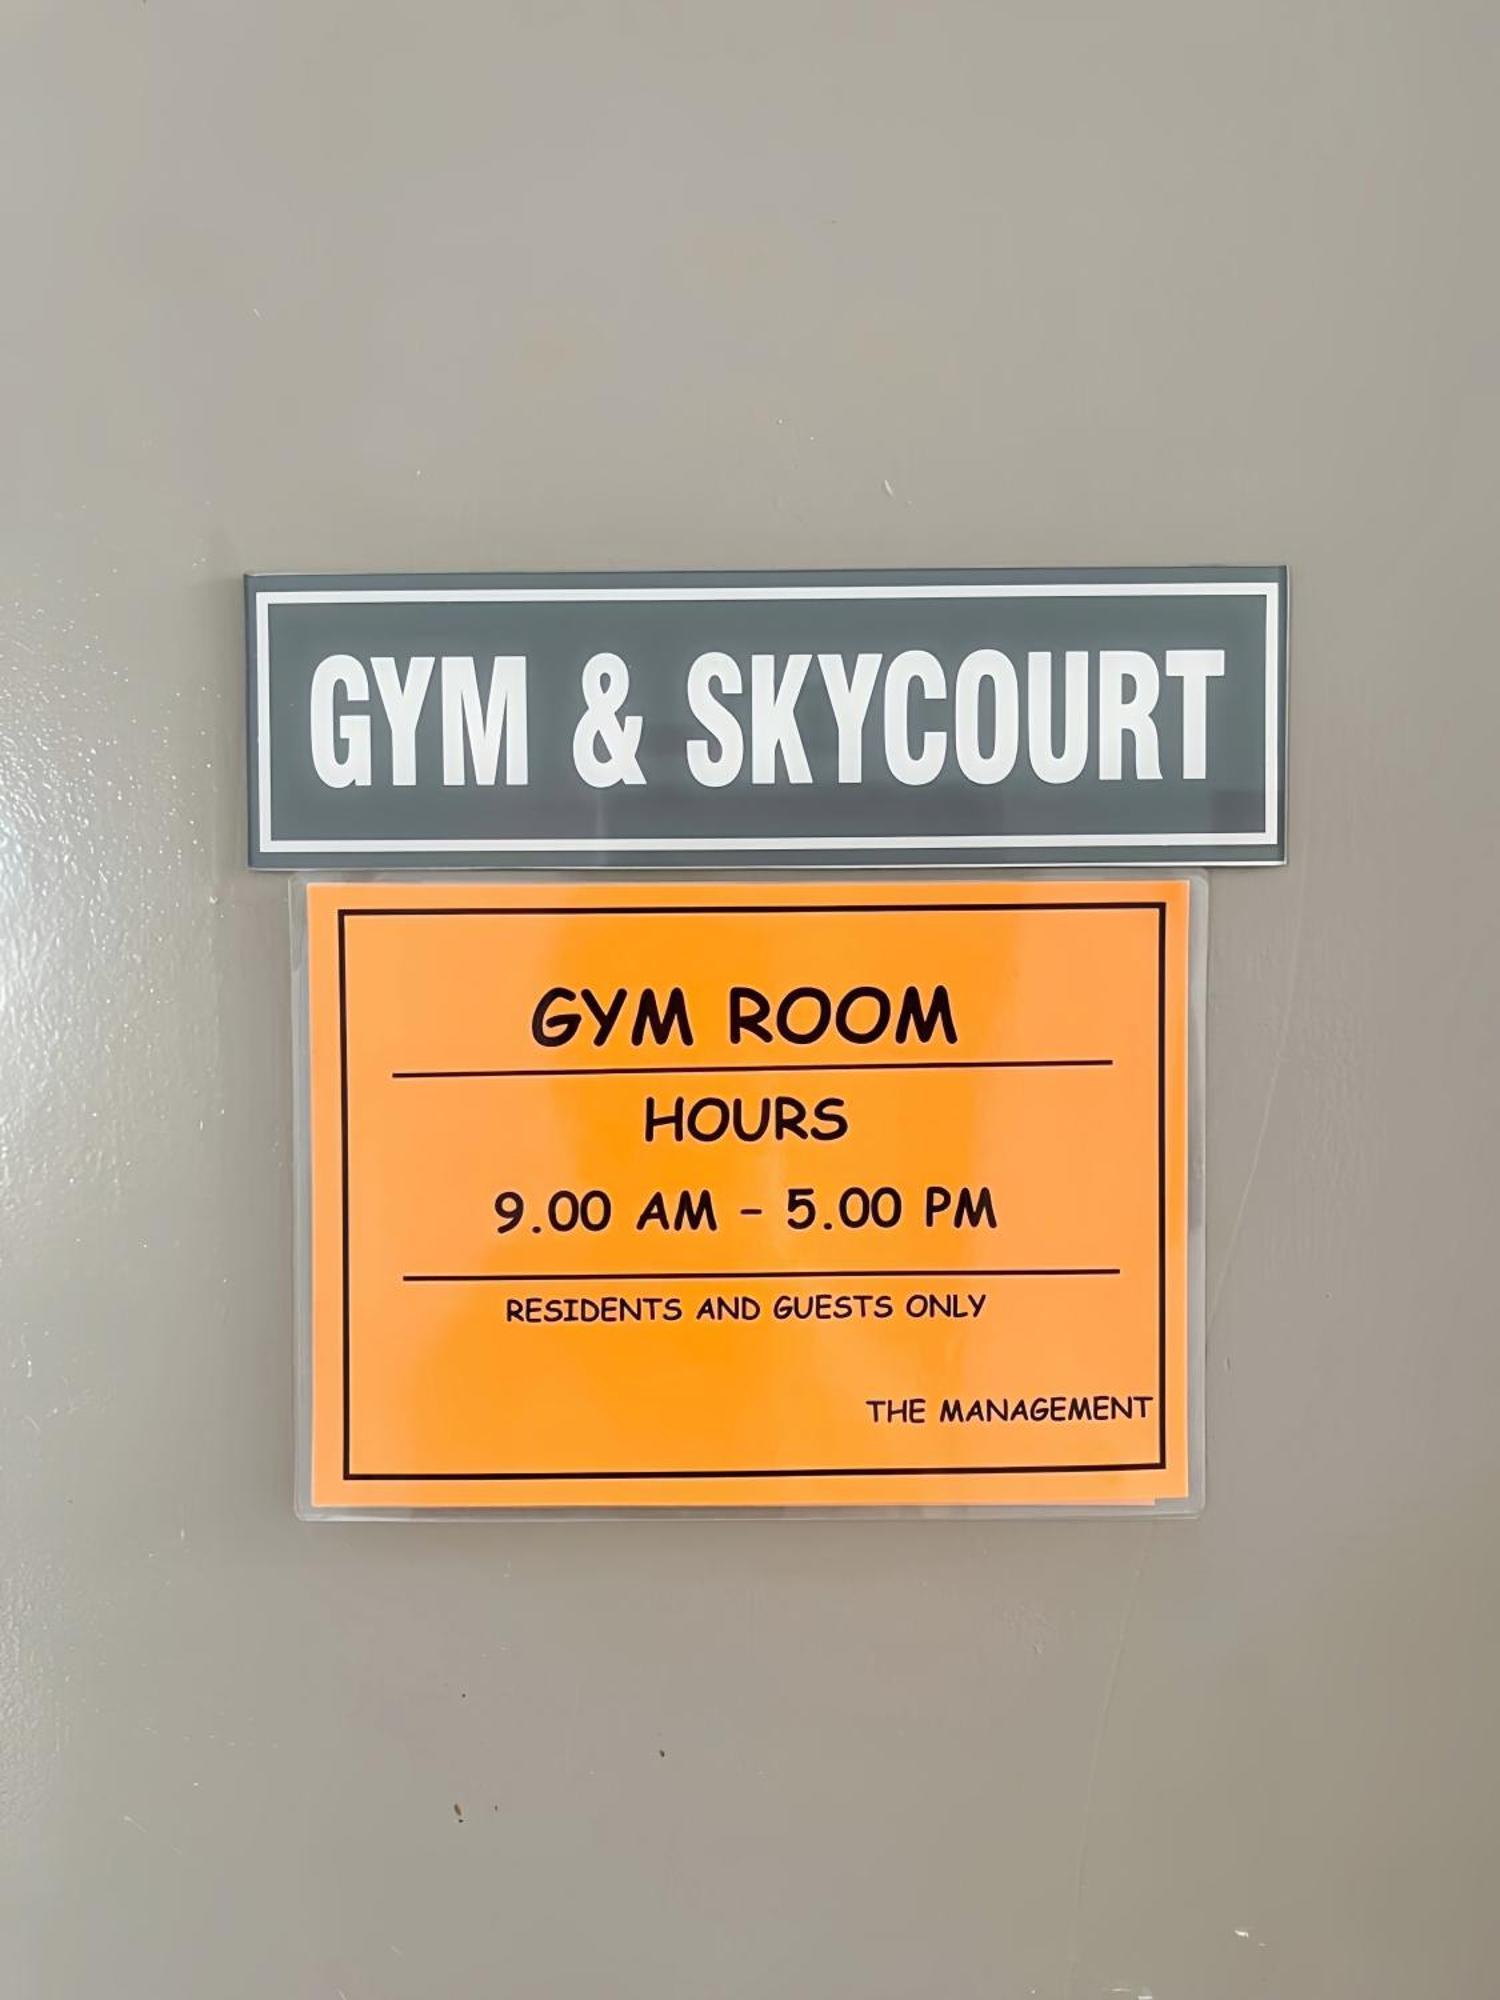 GYM & SKYCOURT
GYM ROOM
HOURS
9.00 AM - 5.00 PM
RESIDENTS AND GUESTS ONLY
THE MANAGEMENT